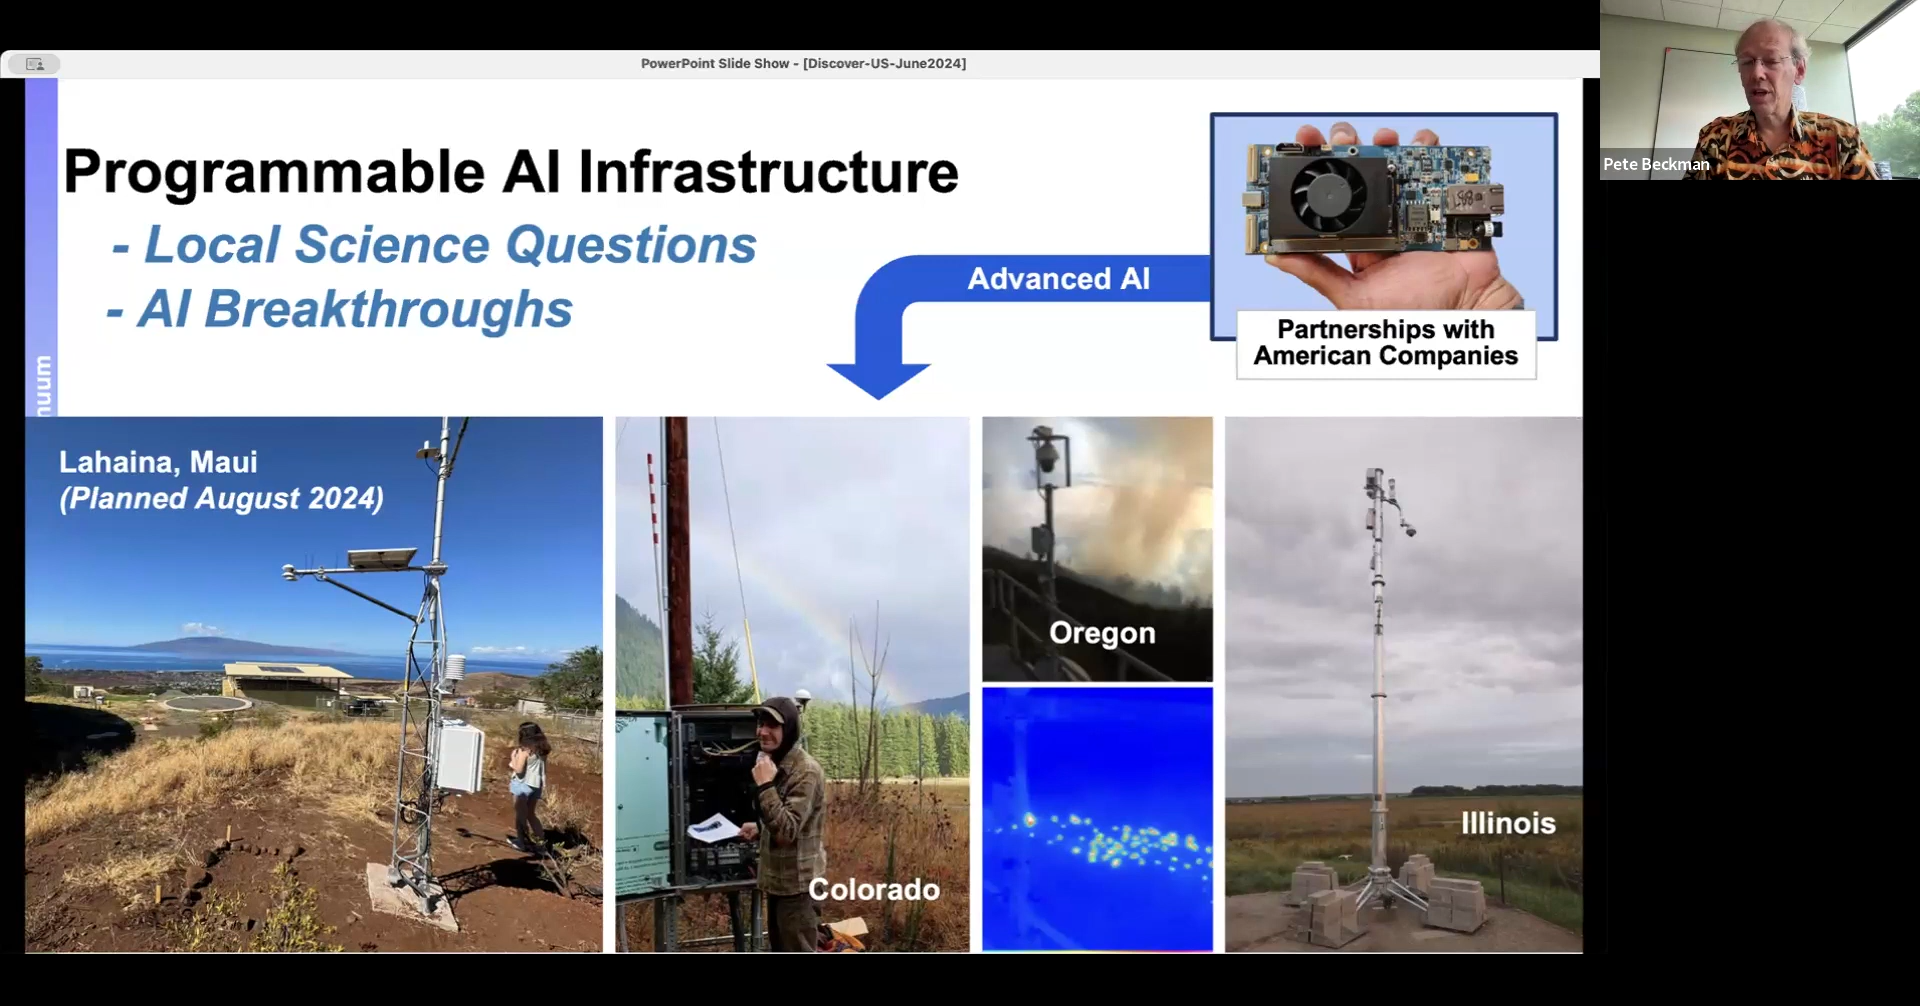 PowerPoint Slide Show - [Discover-US-June2024]
Pete Beckman
Programmable AI Infrastructure
- Local Science Questions
- AI Breakthroughs
Advanced AI
Partnerships with
American Companies
nuum
Lahaina, Maui
(Planned August 2024)
Colorado
Oregon
Illinois